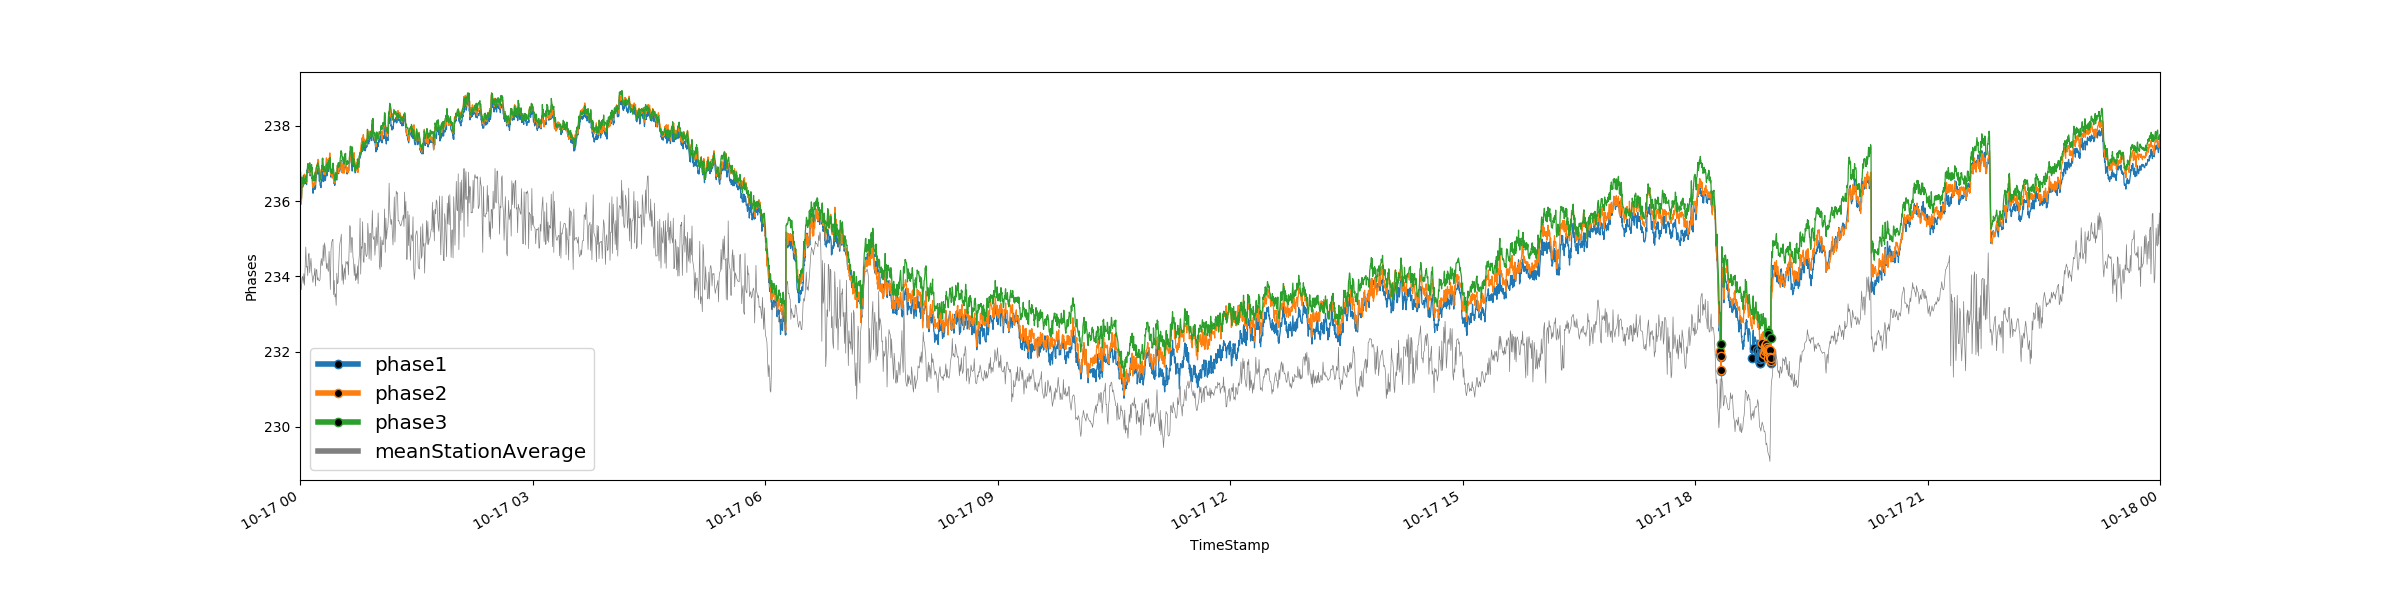 238
236
234
232
230
Phases
phase1
phase2
phase3
meanStationAverage
10-17 00
10-17 03
10-17 06
10-17 09
10-17 12
10-17 15
10-17 18
10-17 21
10-18 00
TimeStamp